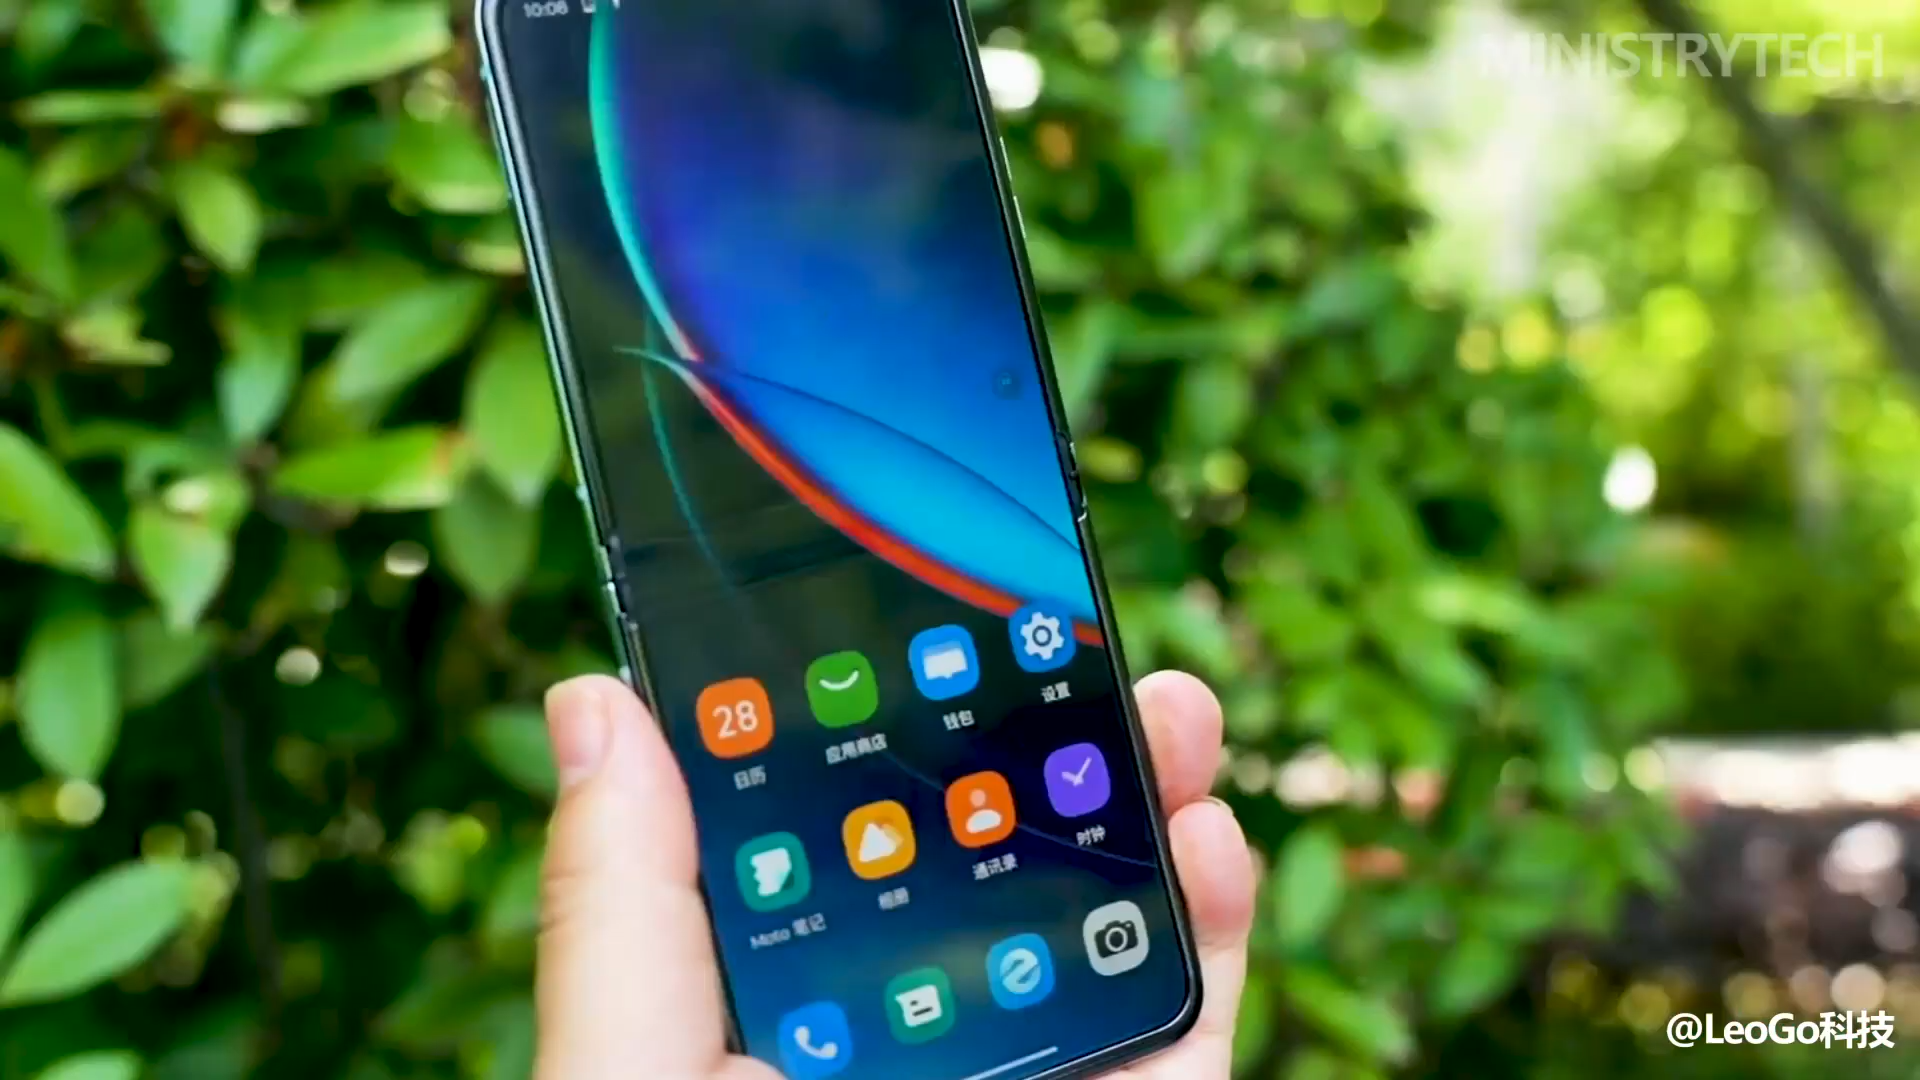 10:08
MINISTRYTECH
28
日历
应用商店
钱包
设置
Moto 笔记
相册
通讯录
时钟
@LeoGo科技